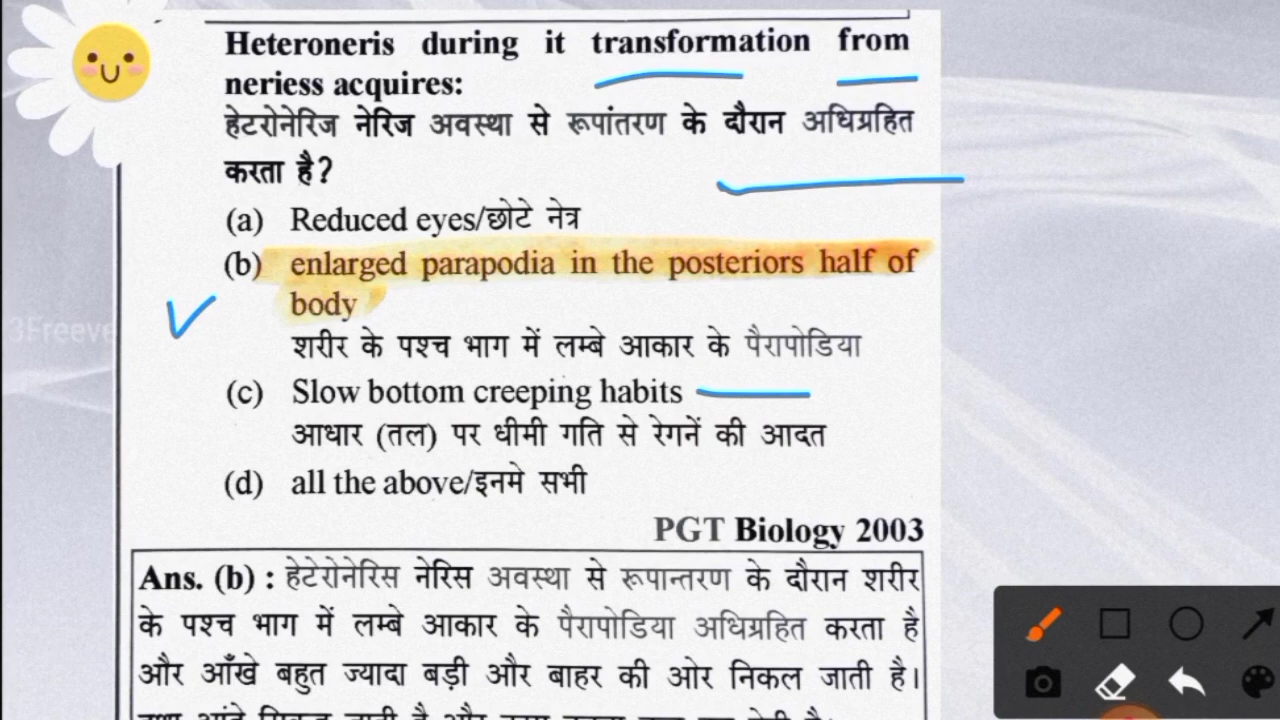 Heteroneris during it transformation from
neriess acquires:
हेटरोनेरिज नेरिज अवस्था से रूपांतरण के दौरान अधिग्रहित
करता है?
(a) Reduced eyes/छोटे नेत्र
(b) enlarged parapodia in the posteriors half of
body
शरीर के पश्च भाग में लम्बे आकार के पैरापोडिया
(c) Slow bottom creeping habits
आधार (तल) पर धीमी गति से रेगनें की आदत
(d) all the above/इनमे सभी
PGT Biology 2003
Ans. (b) : हेटेरोनेरिस नेरिस अवस्था से रूपान्तरण के दौरान शरीर
के पश्च भाग में लम्बे आकार के पैरापोडिया अधिग्रहित करता है
और आँखे बहुत ज्यादा बड़ी और बाहर की ओर निकल जाती है।